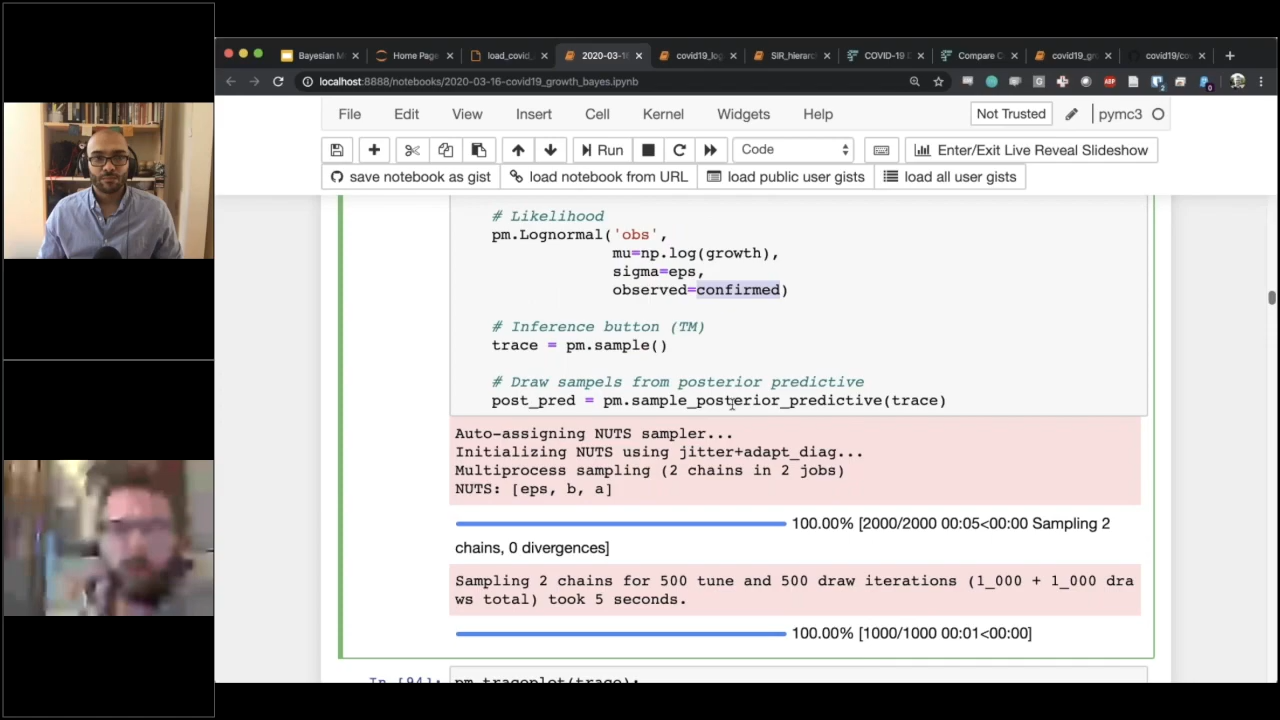 Bayesian M
Home Page
load_covid_
2020-03-1
covid19_log
SIR_hierarc
COVID-19 D
Compare C
covid19_gr
covid19/co
localhost:8888/notebooks/2020-03-16-covid19_growth_bayes.ipynb
File Edit View Insert Cell Kernel Widgets Help
Not Trusted
pymc3
Run
Code
Enter/Exit Live Reveal Slideshow
save notebook as gist
load notebook from URL
load public user gists
load all user gists
# Likelihood
pm.Lognormal('obs',
mu=np.log(growth),
sigma=eps,
observed=confirmed)
# Inference button (TM)
trace = pm.sample()
# Draw sampels from posterior predictive
post_pred = pm.sample_posterior_predictive(trace)
Auto-assigning NUTS sampler...
Initializing NUTS using jitter+adapt_diag...
Multiprocess sampling (2 chains in 2 jobs)
NUTS: [eps, b, a]
100.00% [2000/2000 00:05<00:00 Sampling 2
chains, 0 divergences]
Sampling 2 chains for 500 tune and 500 draw iterations (1_000 + 1_000 dra
ws total) took 5 seconds.
100.00% [1000/1000 00:01<00:00]
In [94]: pm.traceplot(trace);